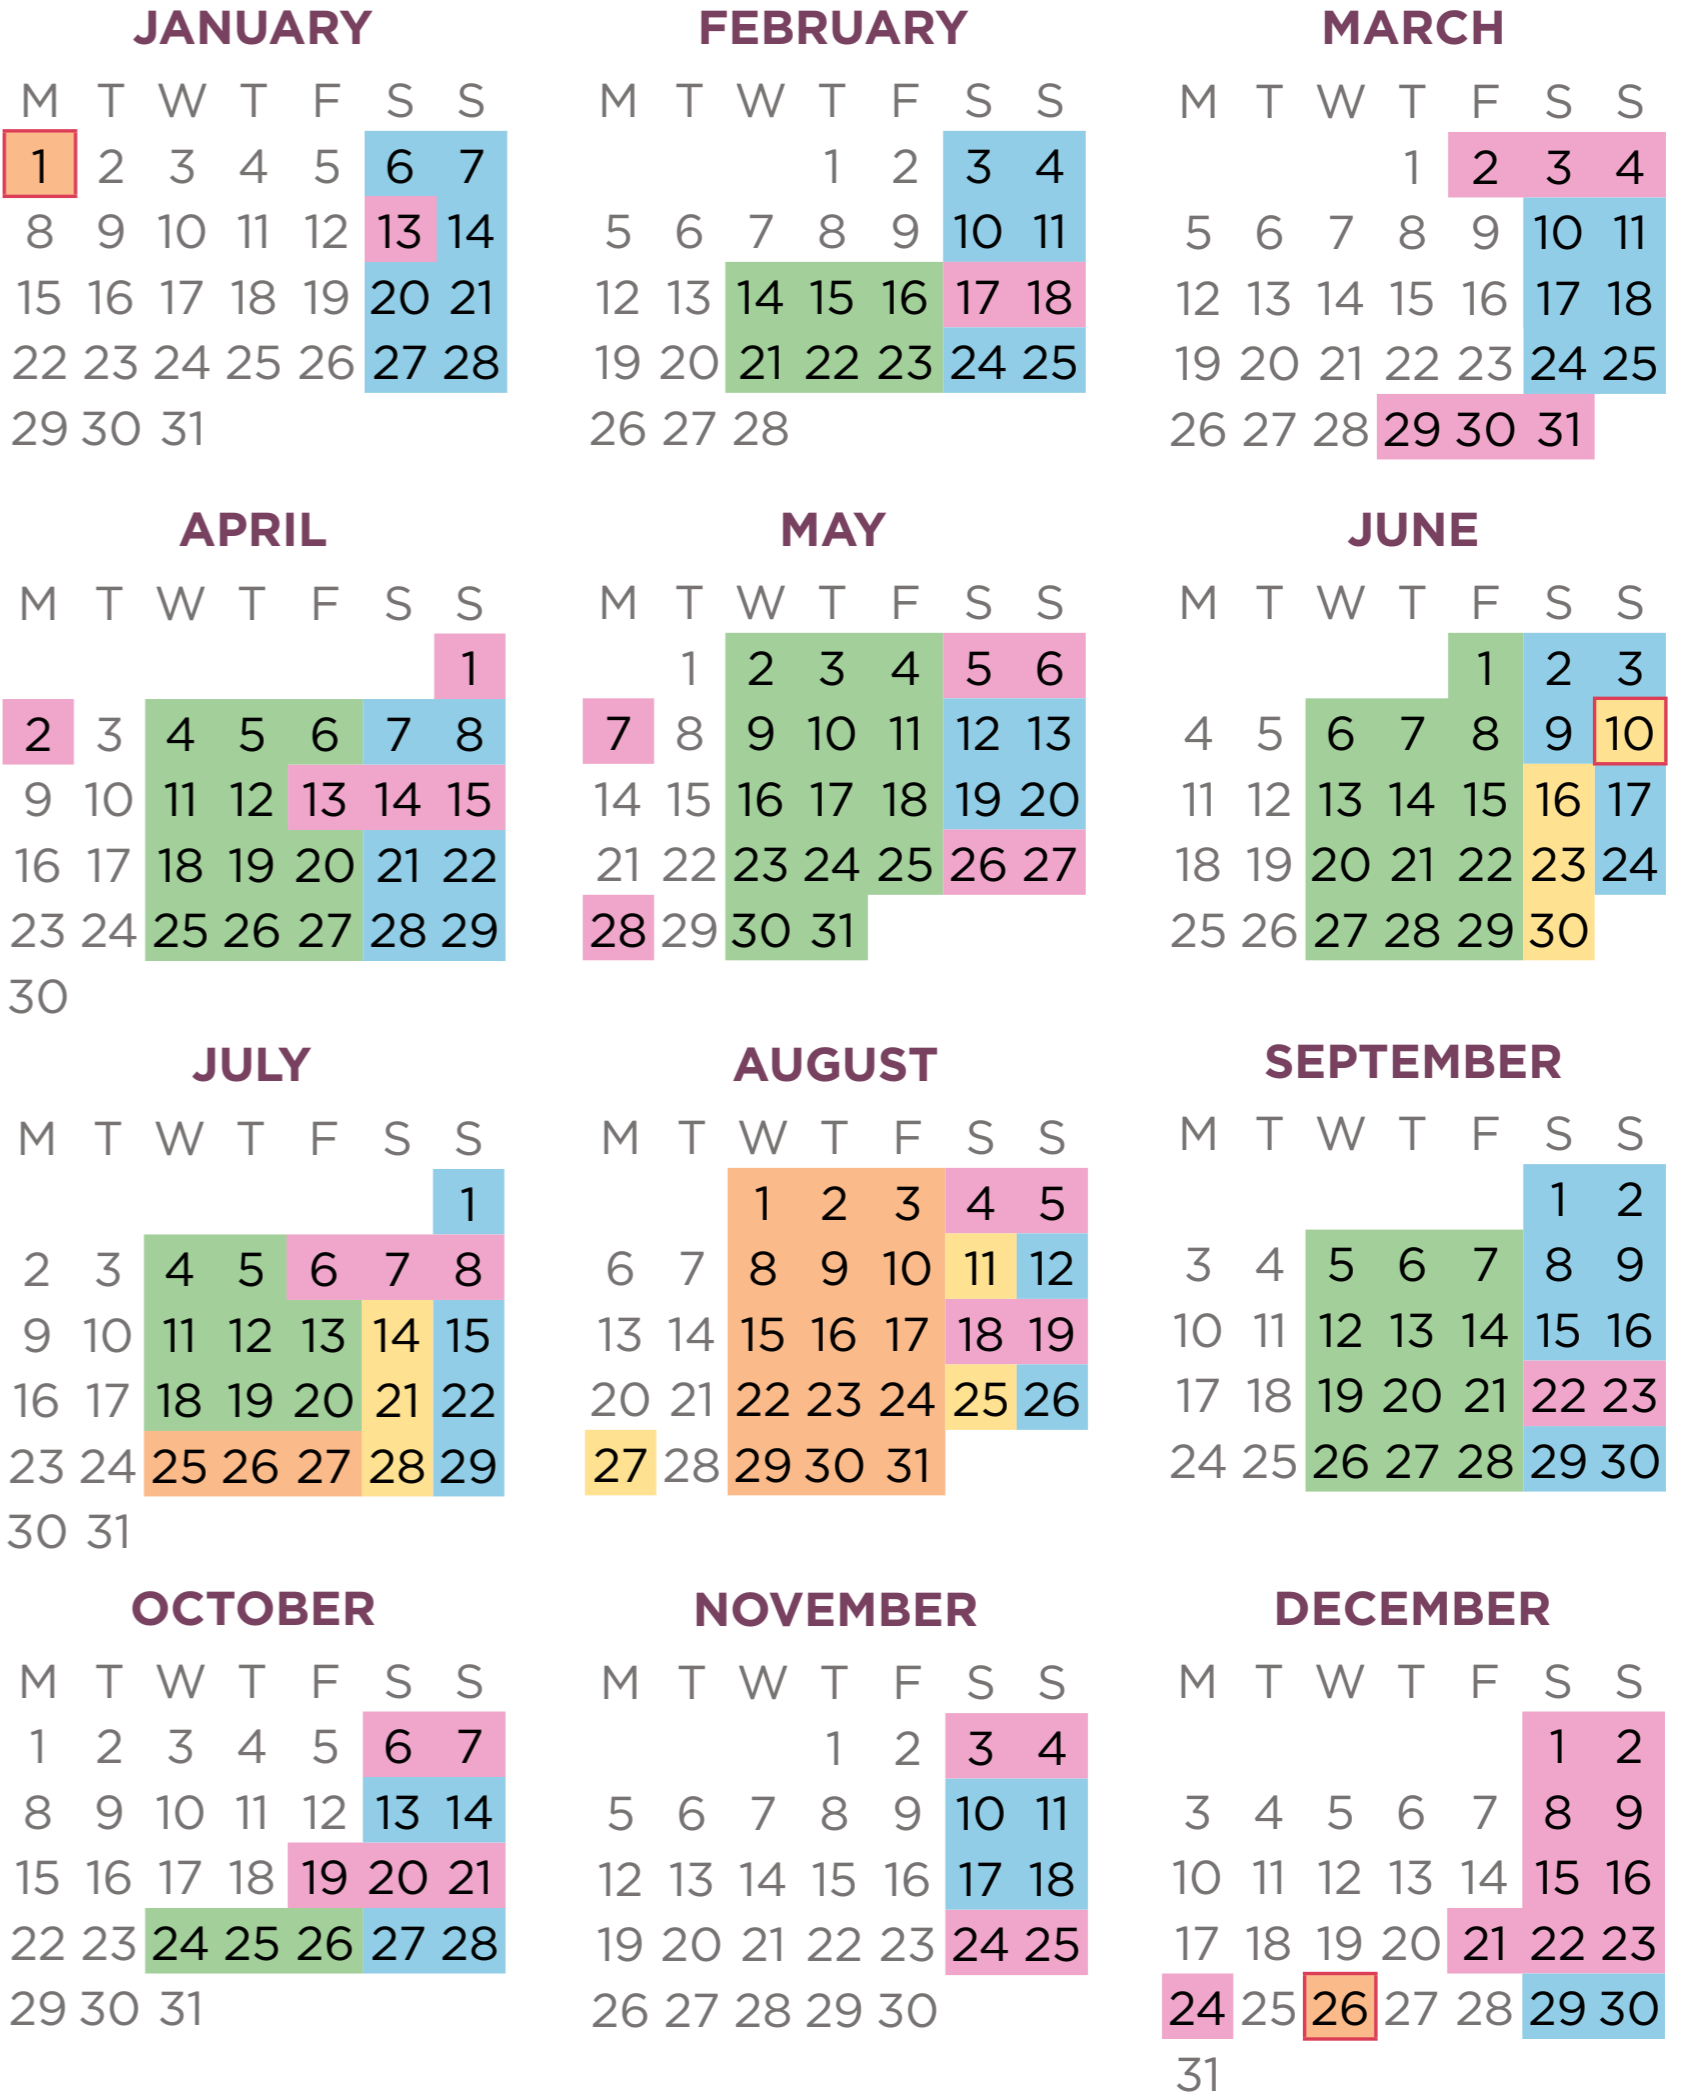 JANUARY
M T W T F S S
1 2 3 4 5 6 7
8 9 10 11 12 13 14
15 16 17 18 19 20 21
22 23 24 25 26 27 28
29 30 31
FEBRUARY
M T W T F S S
1 2 3 4
5 6 7 8 9 10 11
12 13 14 15 16 17 18
19 20 21 22 23 24 25
26 27 28
MARCH
M T W T F S S
1 2 3 4
5 6 7 8 9 10 11
12 13 14 15 16 17 18
19 20 21 22 23 24 25
26 27 28 29 30 31
APRIL
M T W T F S S
1
2 3 4 5 6 7 8
9 10 11 12 13 14 15
16 17 18 19 20 21 22
23 24 25 26 27 28 29
30
MAY
M T W T F S S
1 2 3 4 5 6
7 8 9 10 11 12 13
14 15 16 17 18 19 20
21 22 23 24 25 26 27
28 29 30 31
JUNE
M T W T F S S
1 2 3
4 5 6 7 8 9 10
11 12 13 14 15 16 17
18 19 20 21 22 23 24
25 26 27 28 29 30
JULY
M T W T F S S
1
2 3 4 5 6 7 8
9 10 11 12 13 14 15
16 17 18 19 20 21 22
23 24 25 26 27 28 29
30 31
AUGUST
M T W T F S S
1 2 3 4 5
6 7 8 9 10 11 12
13 14 15 16 17 18 19
20 21 22 23 24 25 26
27 28 29 30 31
SEPTEMBER
M T W T F S S
1 2
3 4 5 6 7 8 9
10 11 12 13 14 15 16
17 18 19 20 21 22 23
24 25 26 27 28 29 30
OCTOBER
M T W T F S S
1 2 3 4 5 6 7
8 9 10 11 12 13 14
15 16 17 18 19 20 21
22 23 24 25 26 27 28
29 30 31
NOVEMBER
M T W T F S S
1 2 3 4
5 6 7 8 9 10 11
12 13 14 15 16 17 18
19 20 21 22 23 24 25
26 27 28 29 30
DECEMBER
M T W T F S S
1 2
3 4 5 6 7 8 9
10 11 12 13 14 15 16
17 18 19 20 21 22 23
24 25 26 27 28 29 30
31